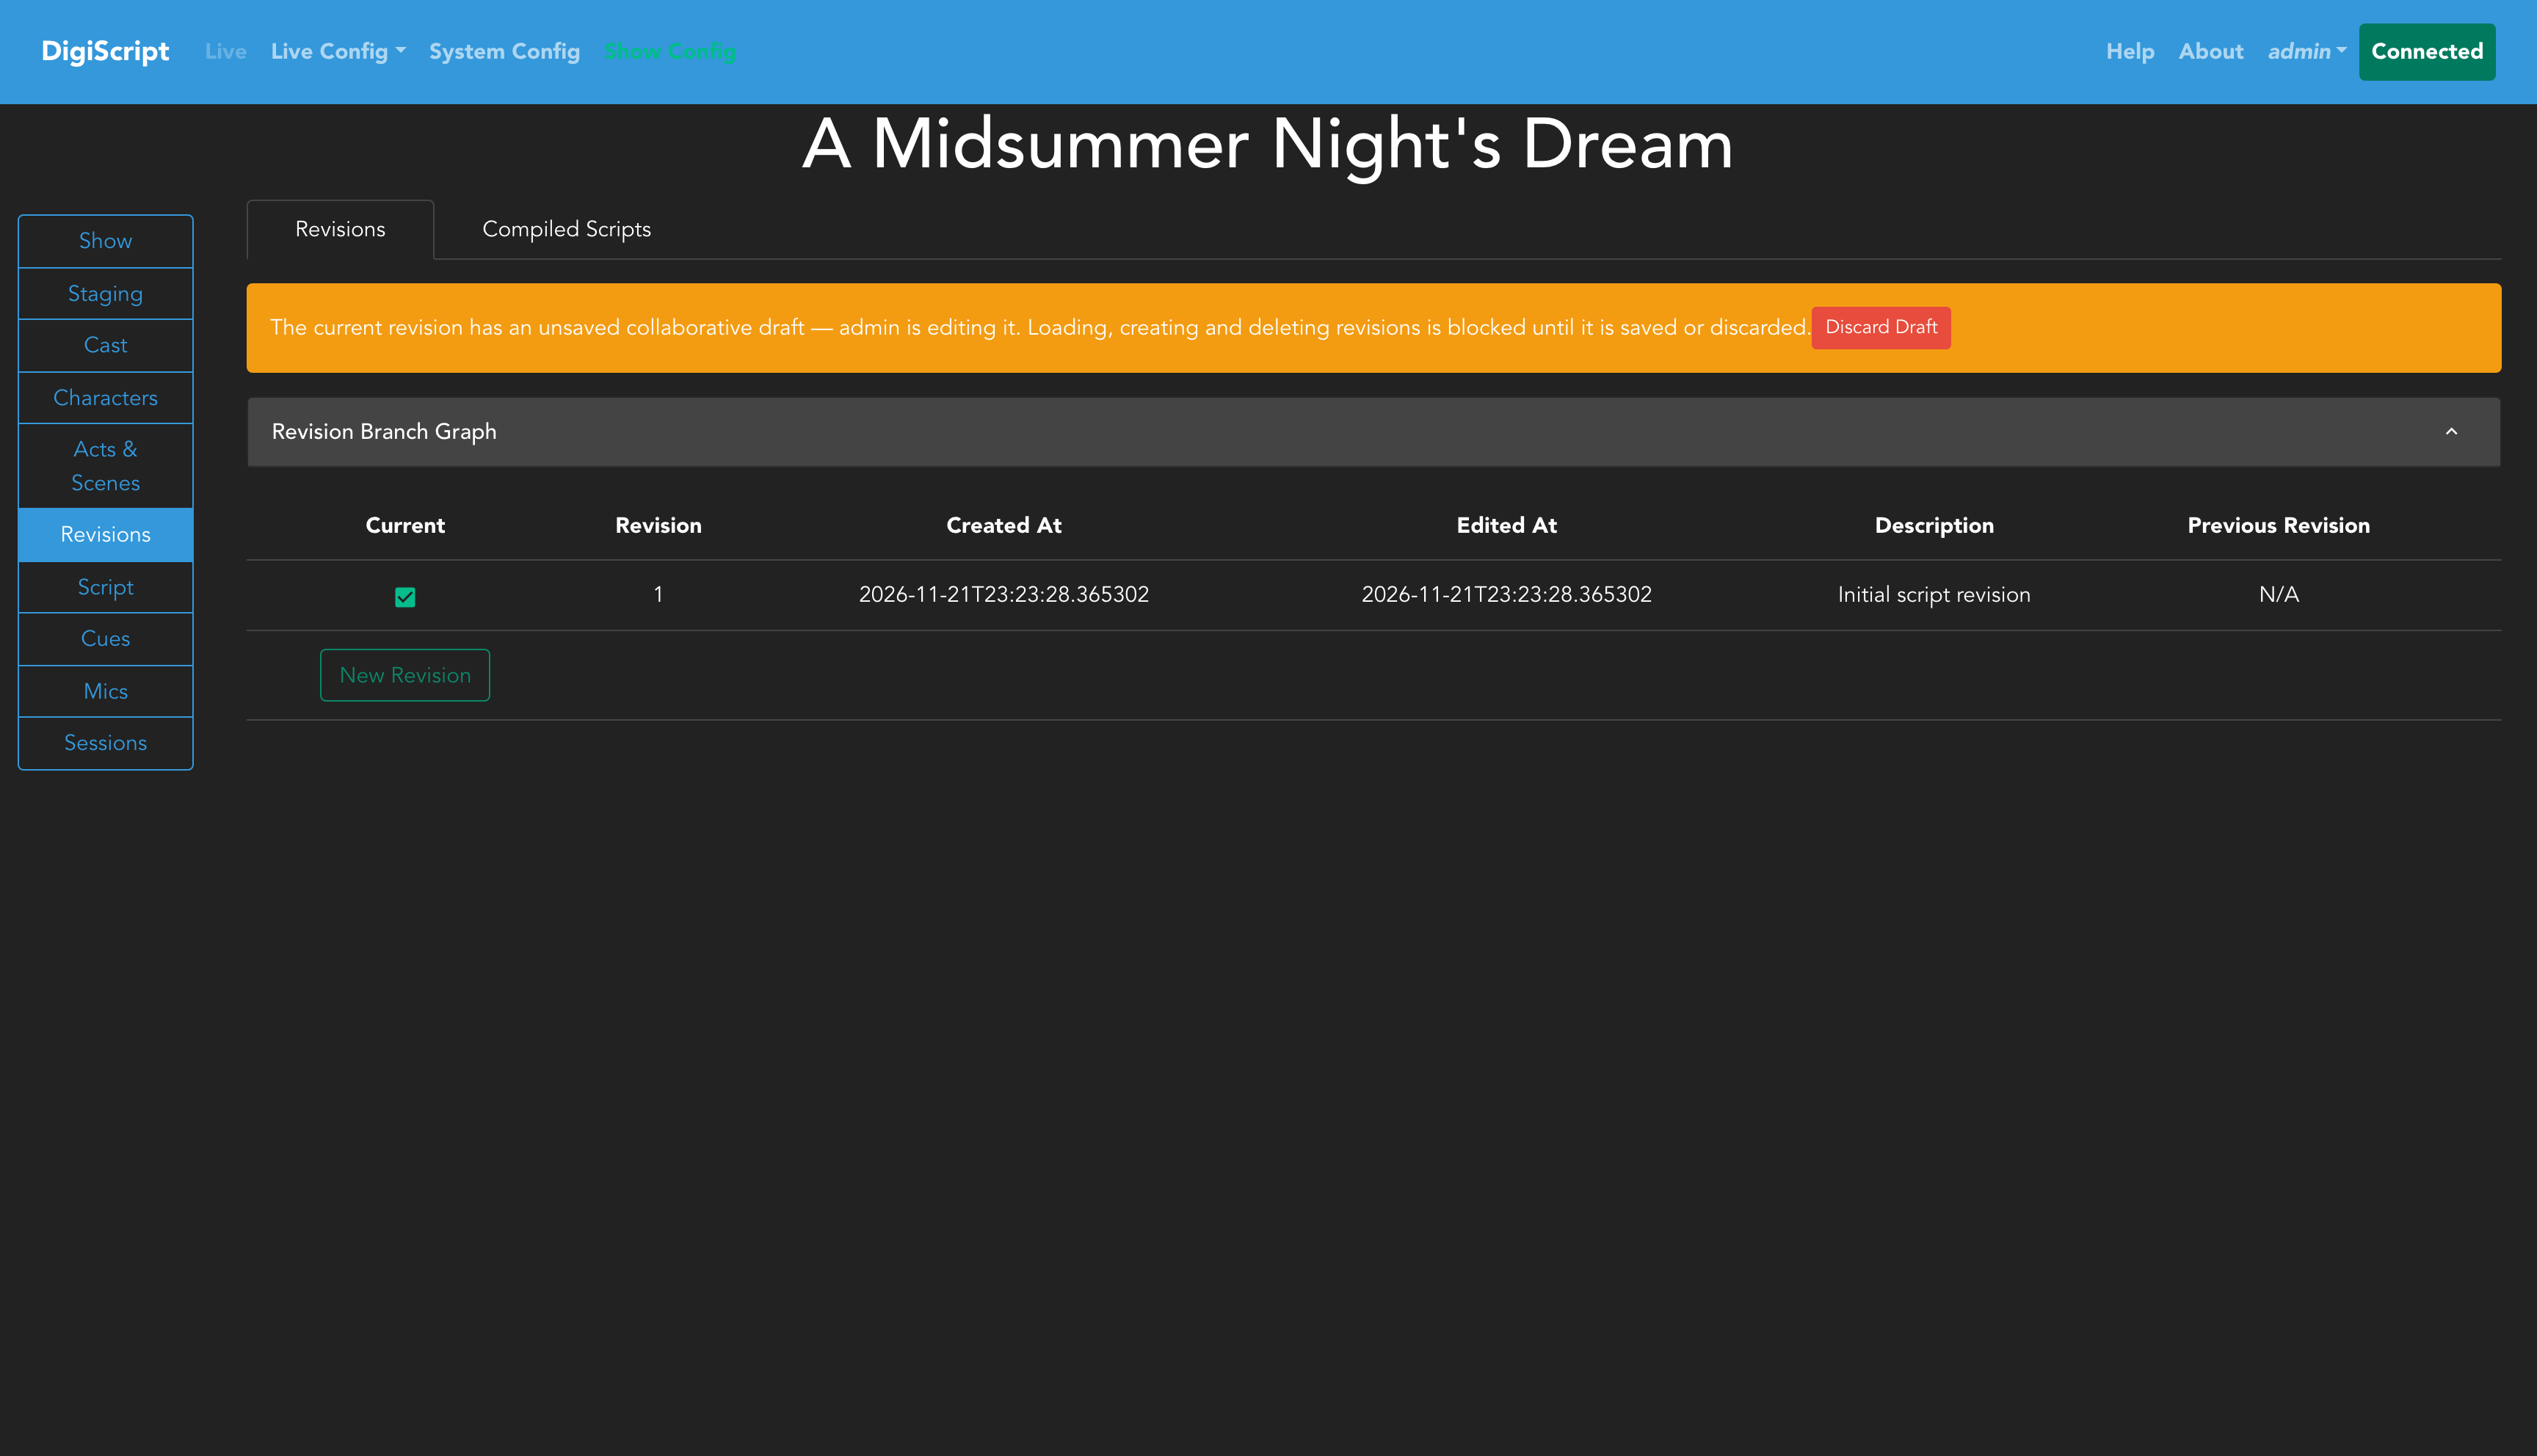 DigiScript Live Live Config System Config Show Config Help About admin Connected
A Midsummer Night's Dream
Show
Staging
Cast
Characters
Acts &
Scenes
Revisions
Script
Cues
Mics
Sessions
Revisions Compiled Scripts
The current revision has an unsaved collaborative draft — admin is editing it. Loading, creating and deleting revisions is blocked until it is saved or discarded. Discard Draft
Revision Branch Graph
Current Revision Created At Edited At Description Previous Revision
1 2026-11-21T23:23:28.365302 2026-11-21T23:23:28.365302 Initial script revision N/A
New Revision